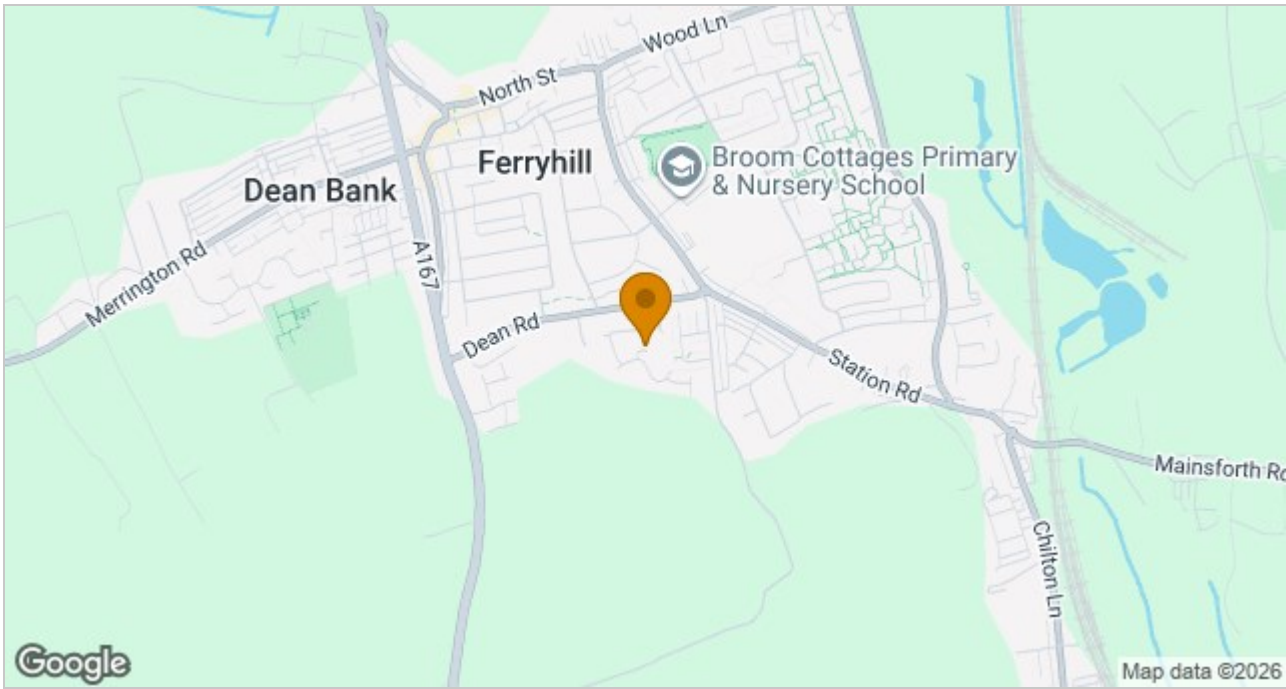 Wood Ln
North St
Ferryhill
Broom Cottages Primary
& Nursery School
Dean Bank
Merrington Rd
A167
Dean Rd
Station Rd
Mainsforth Rd
Chilton Ln
Google
Map data ©2026